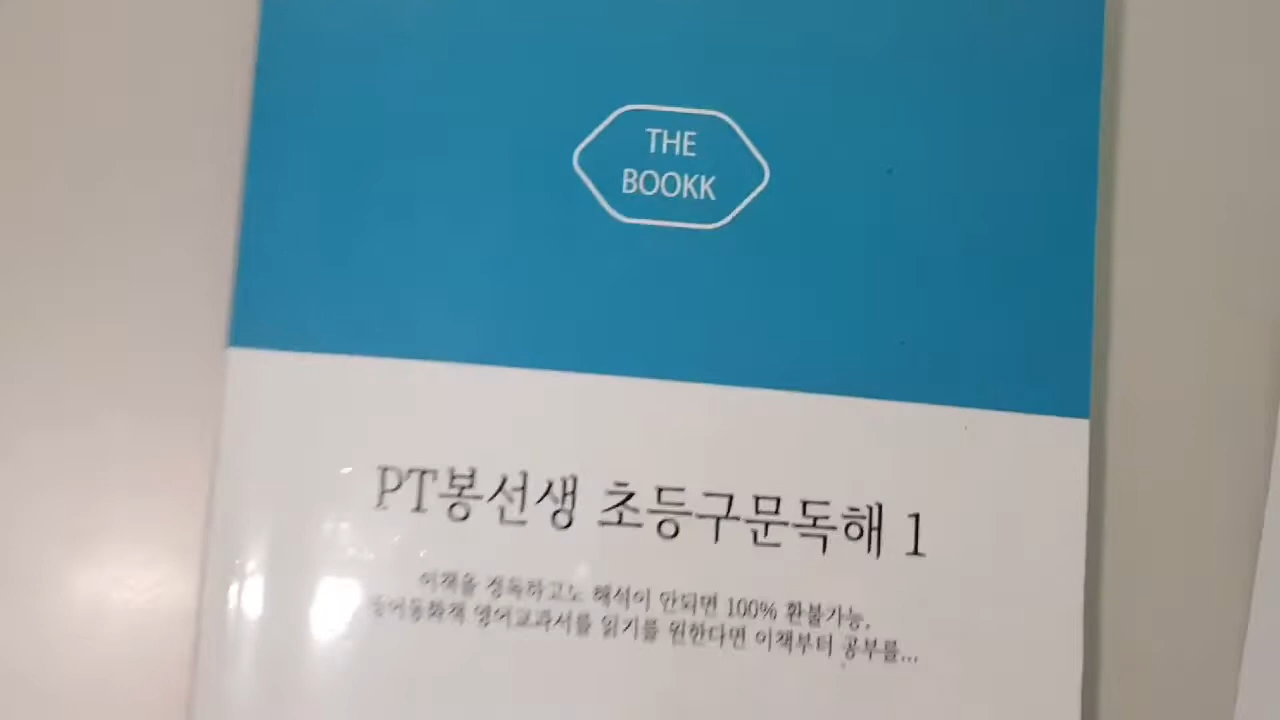 THE
BOOKK
PT봉선생 초등구문독해 1
이책을 정독하고도 해석이 안되면 100% 환불가능.
영어동화책 영어교과서를 읽기를 원한다면 이책부터 공부를...